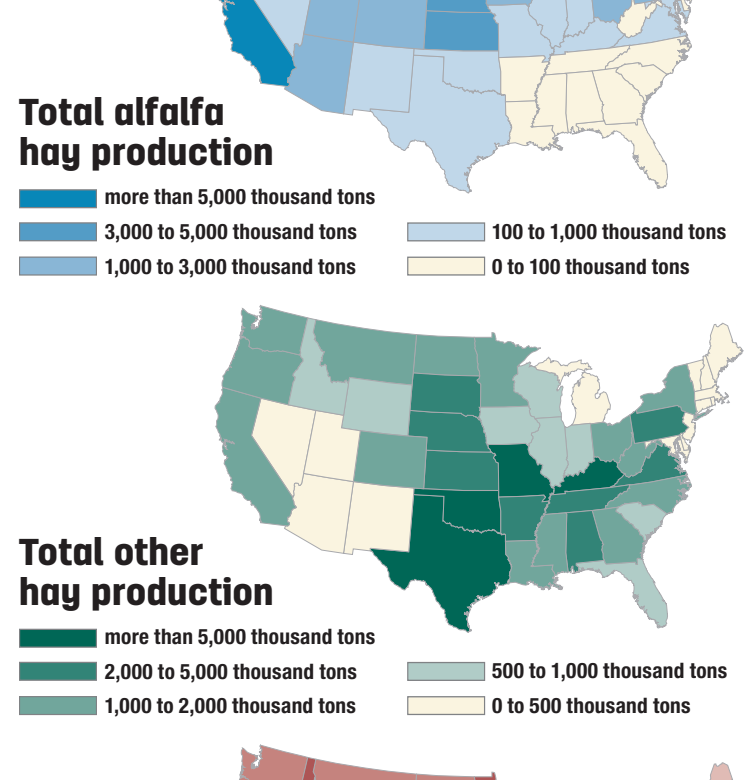 Total alfalfa
hay production
more than 5,000 thousand tons
3,000 to 5,000 thousand tons
1,000 to 3,000 thousand tons
100 to 1,000 thousand tons
0 to 100 thousand tons
Total other
hay production
more than 5,000 thousand tons
2,000 to 5,000 thousand tons
1,000 to 2,000 thousand tons
500 to 1,000 thousand tons
0 to 500 thousand tons